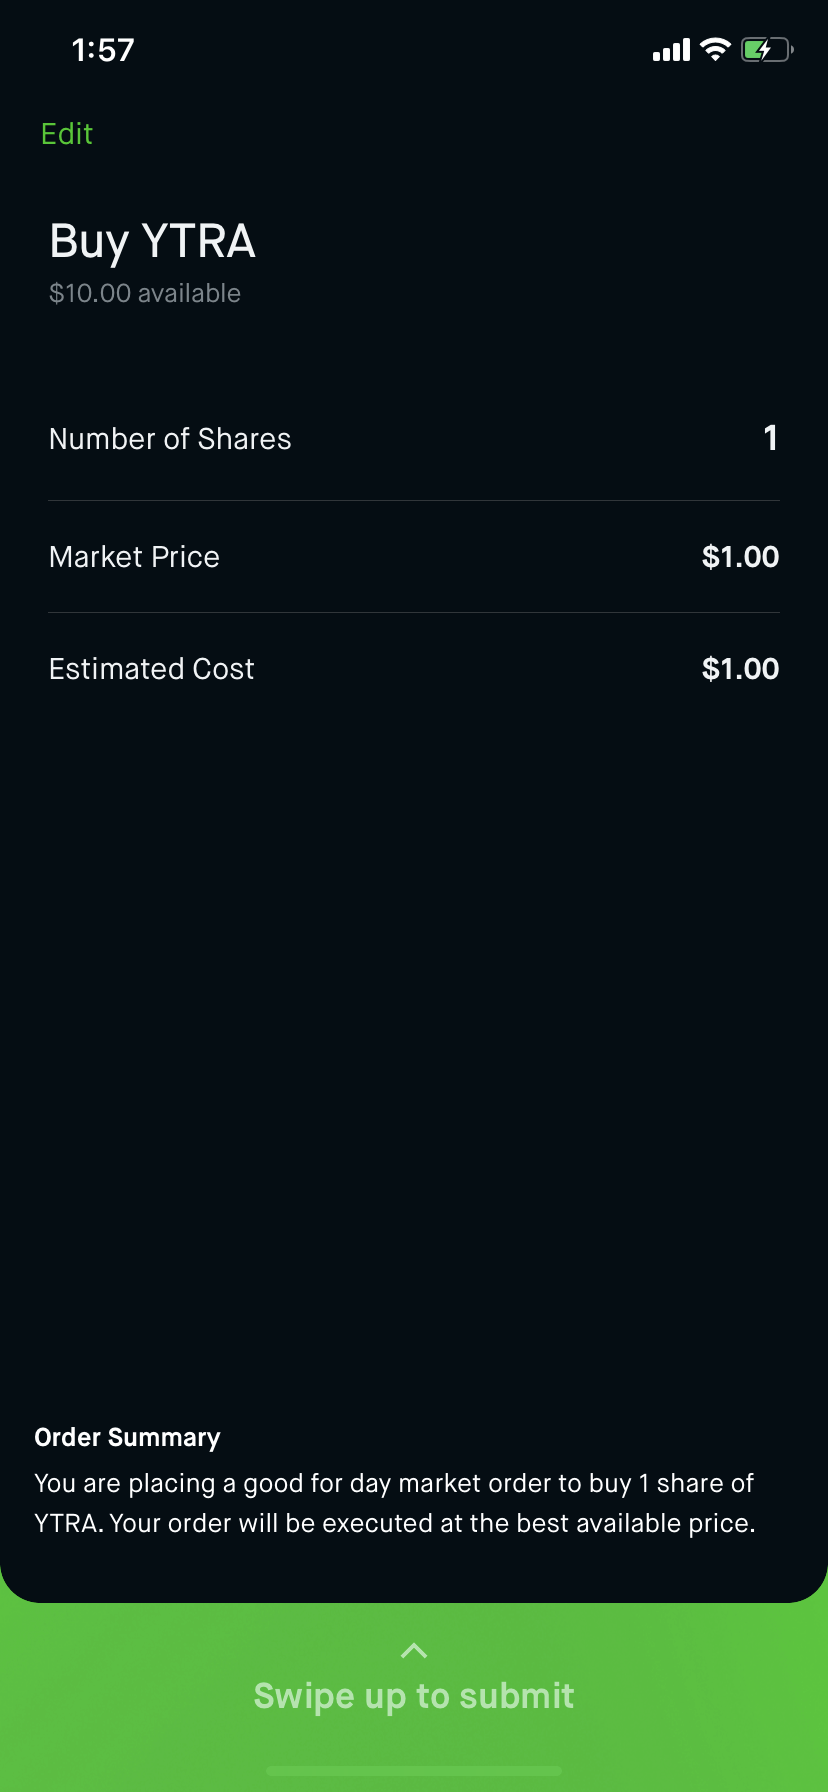 1:57
Edit
Buy YTRA
$10.00 available
Number of Shares 1
Market Price $1.00
Estimated Cost $1.00
Order Summary
You are placing a good for day market order to buy 1 share of
YTRA. Your order will be executed at the best available price.
Swipe up to submit